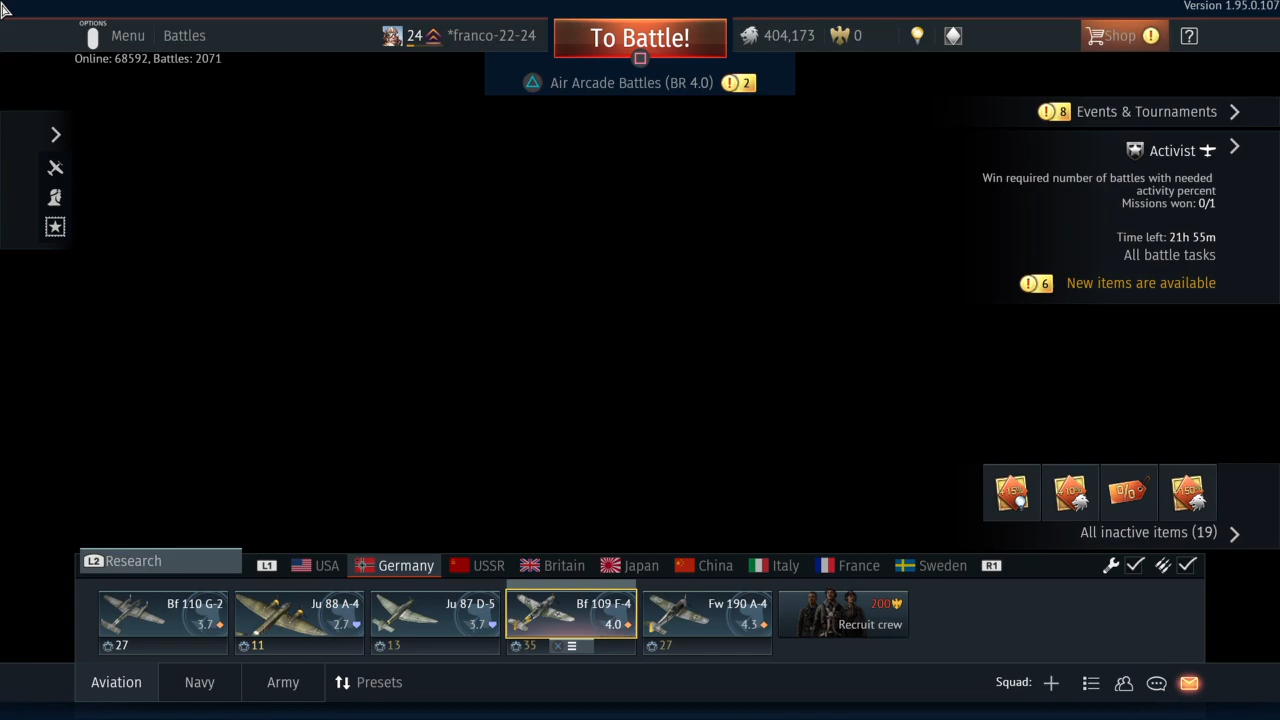 Version 1.95.0.107
OPTIONS
Menu
Battles
24
*franco-22-24
To Battle!
404,173
0
Shop
!
?
Online: 68592, Battles: 2071
Air Arcade Battles (BR 4.0)
! 2
! 8
Events & Tournaments
Activist
Win required number of battles with needed
activity percent
Missions won: 0/1
Time left: 21h 55m
All battle tasks
! 6
New items are available
All inactive items (19)
L2 Research
L1
USA
Germany
USSR
Britain
Japan
China
Italy
France
Sweden
R1
Bf 110 G-2
3.7
27
Ju 88 A-4
2.7
11
Ju 87 D-5
3.7
13
Bf 109 F-4
4.0
35
Fw 190 A-4
4.3
27
200
Recruit crew
Aviation
Navy
Army
Presets
Squad: